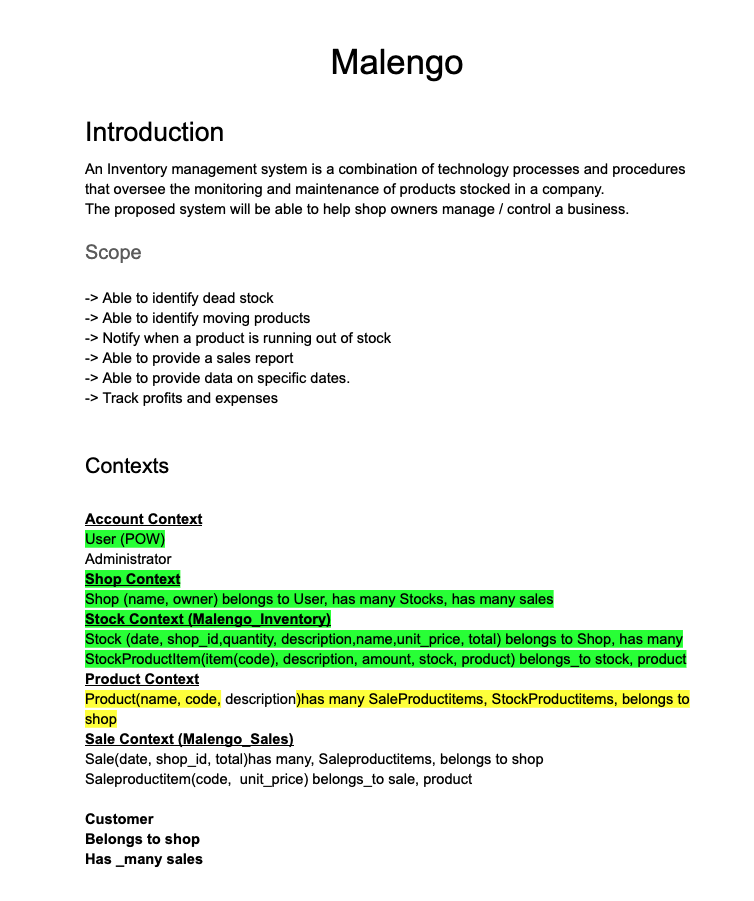 Malengo
Introduction
An Inventory management system is a combination of technology processes and procedures
that oversee the monitoring and maintenance of products stocked in a company.
The proposed system will be able to help shop owners manage / control a business.
Scope
-> Able to identify dead stock
-> Able to identify moving products
-> Notify when a product is running out of stock
-> Able to provide a sales report
-> Able to provide data on specific dates.
-> Track profits and expenses
Contexts
Account Context
User (POW)
Administrator
Shop Context
Shop (name, owner) belongs to User, has many Stocks, has many sales
Stock Context (Malengo_Inventory)
Stock (date, shop_id,quantity, description,name,unit_price, total) belongs to Shop, has many
StockProductItem(item(code), description, amount, stock, product) belongs_to stock, product
Product Context
Product(name, code, description)has many SaleProductitems, StockProductitems, belongs to
shop
Sale Context (Malengo_Sales)
Sale(date, shop_id, total)has many, Saleproductitems, belongs to shop
Saleproductitem(code,  unit_price) belongs_to sale, product
Customer
Belongs to shop
Has _many sales